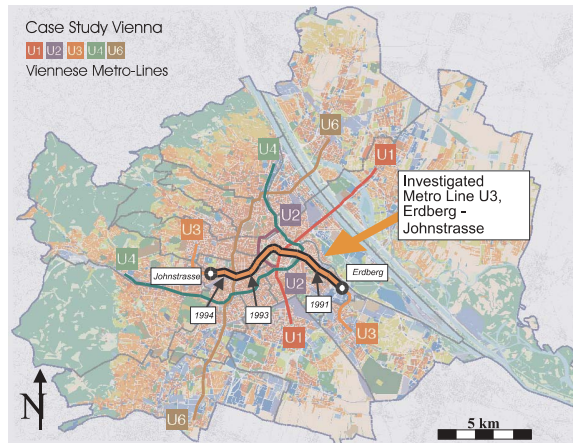 Case Study Vienna
U1 U2 U3 U4 U6
Viennese Metro-Lines
U6
U4
U1
Investigated
Metro Line U3,
Erdberg -
Johnstrasse
U2
U3
U4
Johnstrasse
Erdberg
U2
1994
1993
1991
U1
U3
U6
N
5 km